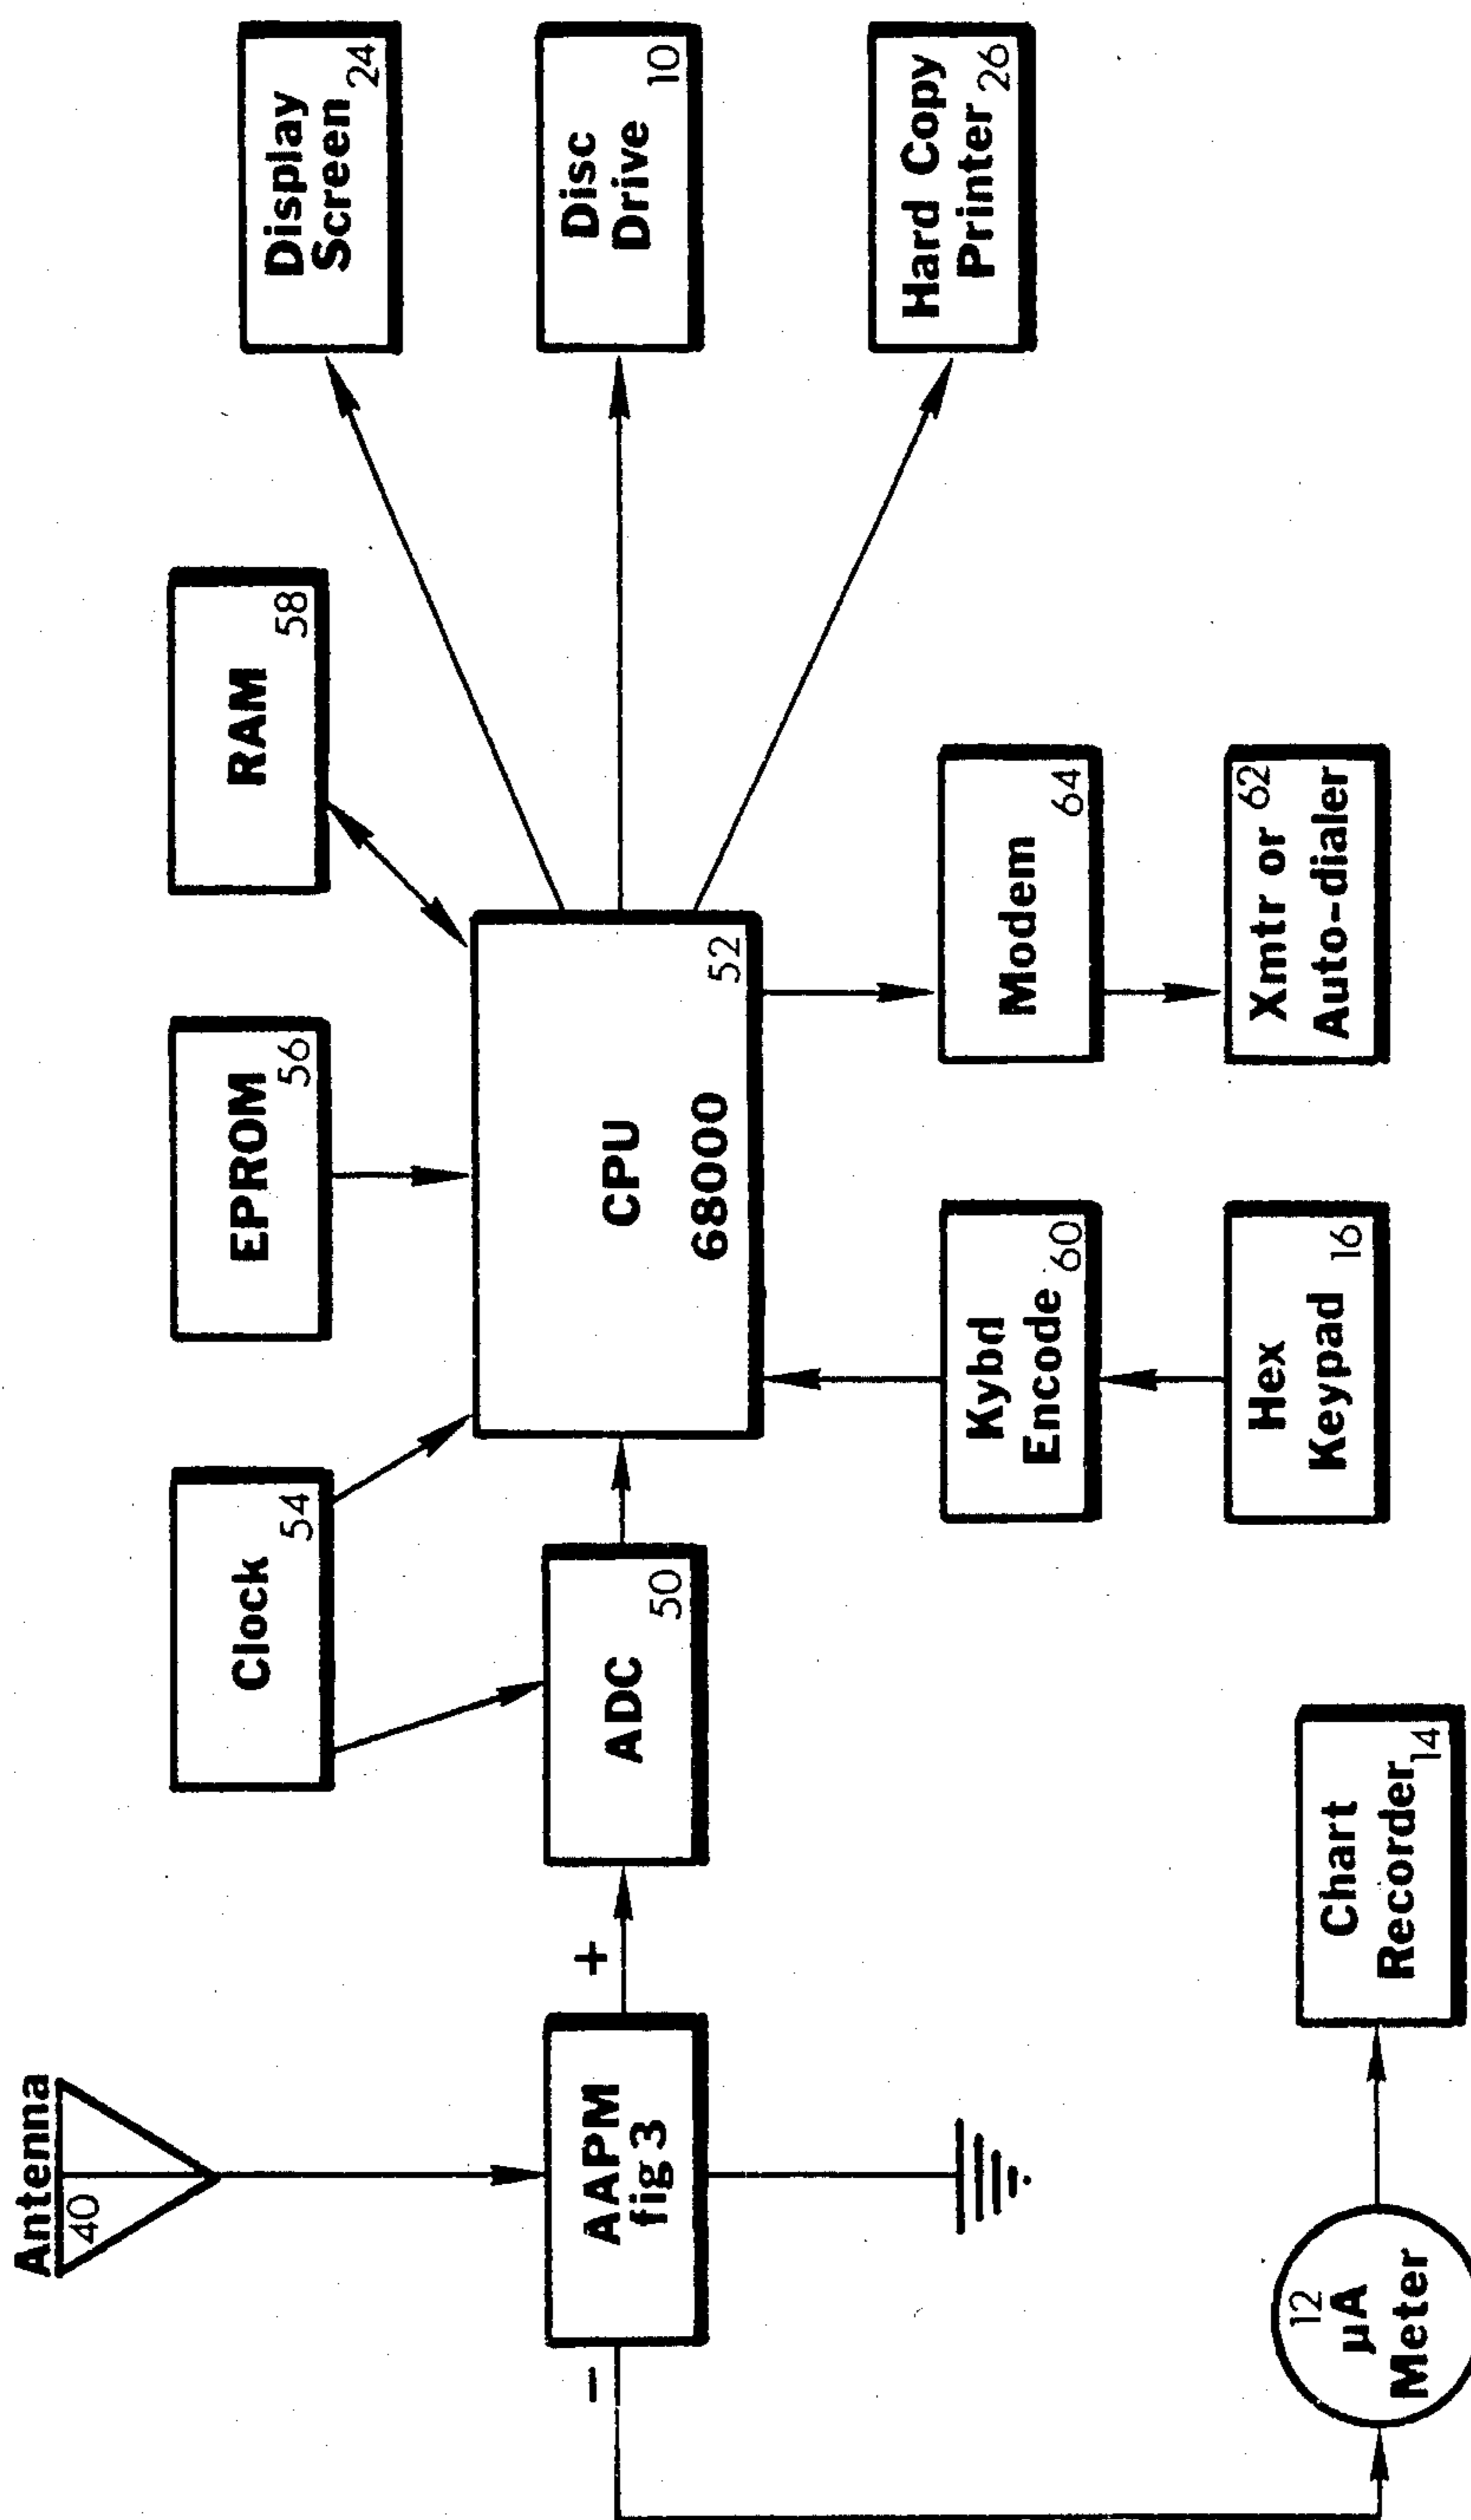 Antenna
40
AAPM
fig 3
+
-
12
µA
Meter
Chart
Recorder
14
Clock
54
ADC
50
EPROM
56
RAM
58
CPU
68000
52
Kybd
Encode
60
Hex
Keypad
16
Modem
64
Xmtr or
62
Auto-dialer
Display
Screen
24
Disc
Drive
10
Hard Copy
Printer
26